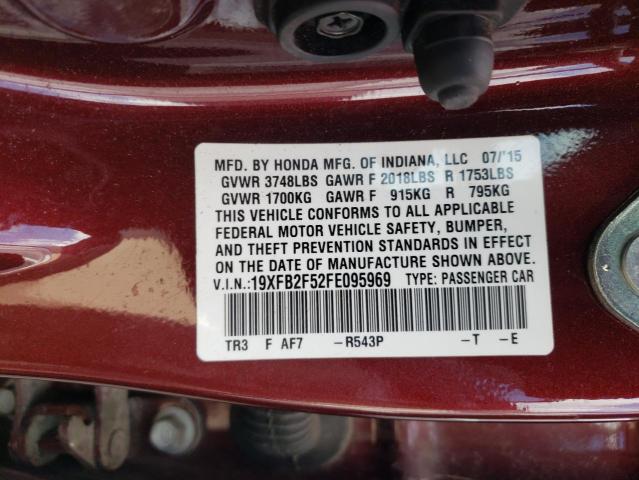 MFD. BY HONDA MFG. OF INDIANA, LLC 07/'15
GVWR 3748LBS GAWR F 2018LBS R 1753LBS
GVWR 1700KG GAWR F 915KG R 795KG
THIS VEHICLE CONFORMS TO ALL APPLICABLE
FEDERAL MOTOR VEHICLE SAFETY, BUMPER,
AND THEFT PREVENTION STANDARDS IN EFFECT
ON THE DATE OF MANUFACTURE SHOWN ABOVE.
V.I.N.:19XFB2F52FE095969 TYPE: PASSENGER CAR
TR3 F AF7 -R543P -T -E